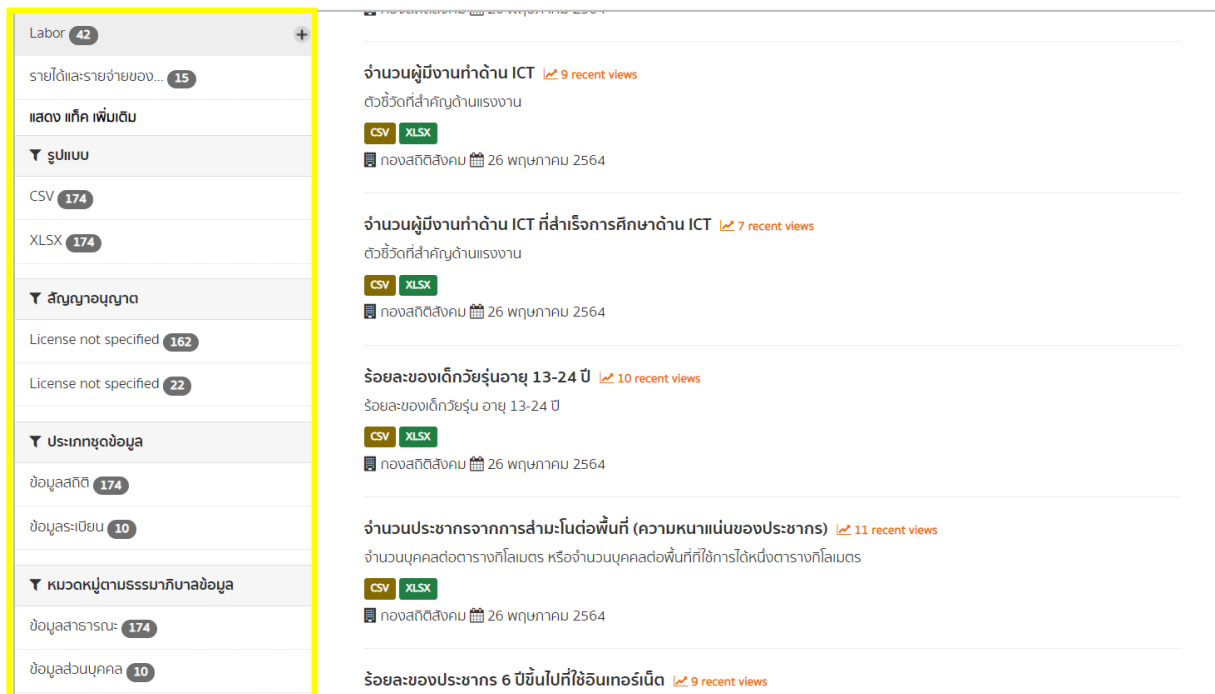 Labor 42
รายได้และรายจ่ายของ... 15
แสดง แท็ค เพิ่มเติม
รูปแบบ
CSV 174
XLSX 174
สัญญาอนุญาต
License not specified 162
License not specified 22
ประเภทชุดข้อมูล
ข้อมูลสถิติ 174
ข้อมูลระเบียน 10
หมวดหมู่ตามธรรมาภิบาลข้อมูล
ข้อมูลสาธารณะ 174
ข้อมูลส่วนบุคคล 10
จำนวนผู้มีงานทำด้าน ICT 9 recent views
ตัวชี้วัดที่สำคัญด้านแรงงาน
CSV XLSX
กองสถิติสังคม 26 พฤษภาคม 2564
จำนวนผู้มีงานทำด้าน ICT ที่สำเร็จการศึกษาด้าน ICT 7 recent views
ตัวชี้วัดที่สำคัญด้านแรงงาน
CSV XLSX
กองสถิติสังคม 26 พฤษภาคม 2564
ร้อยละของเด็กวัยรุ่นอายุ 13-24 ปี 10 recent views
ร้อยละของเด็กวัยรุ่น อายุ 13-24 ปี
CSV XLSX
กองสถิติสังคม 26 พฤษภาคม 2564
จำนวนประชากรจากการสำมะโนต่อพื้นที่ (ความหนาแน่นของประชากร) 11 recent views
จำนวนบุคคลต่อตารางกิโลเมตร หรือจำนวนบุคคลต่อพื้นที่ที่ใช้การได้หนึ่งตารางกิโลเมตร
CSV XLSX
กองสถิติสังคม 26 พฤษภาคม 2564
ร้อยละของประชากร 6 ปีขึ้นไปที่ใช้อินเทอร์เน็ต 9 recent views